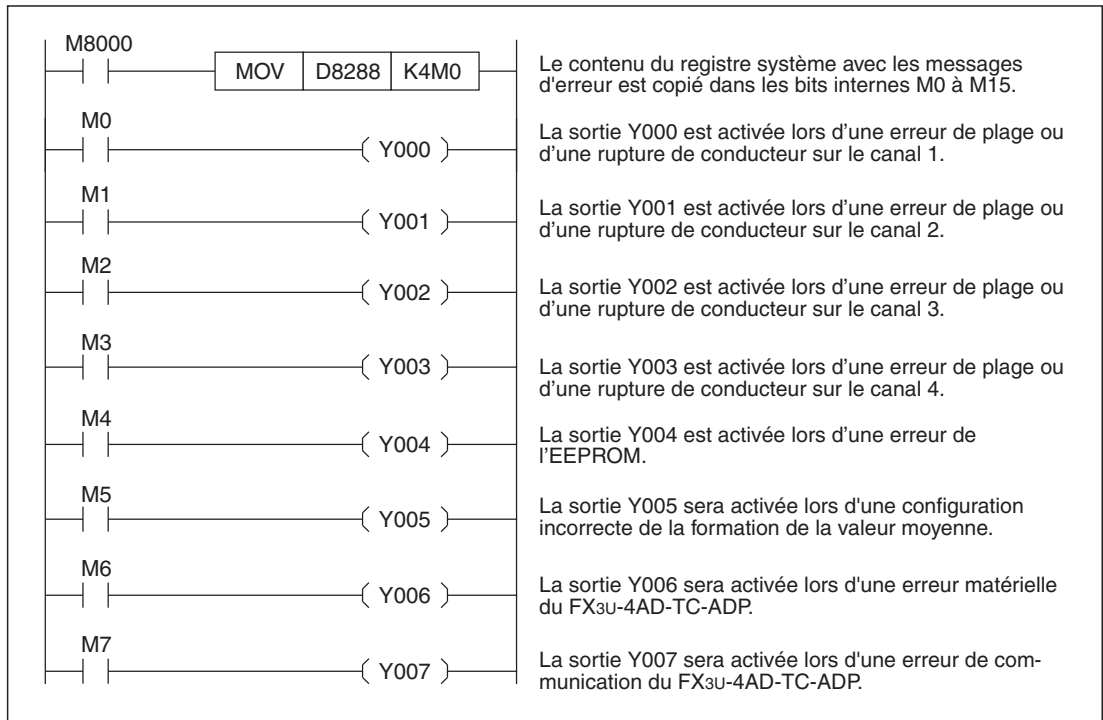 M8000
MOV D8288 K4M0
Le contenu du registre système avec les messages
d'erreur est copié dans les bits internes M0 à M15.
M0
Y000
La sortie Y000 est activée lors d’une erreur de plage ou
d’une rupture de conducteur sur le canal 1.
M1
Y001
La sortie Y001 est activée lors d’une erreur de plage ou
d’une rupture de conducteur sur le canal 2.
M2
Y002
La sortie Y002 est activée lors d’une erreur de plage ou
d’une rupture de conducteur sur le canal 3.
M3
Y003
La sortie Y003 est activée lors d’une erreur de plage ou
d’une rupture de conducteur sur le canal 4.
M4
Y004
La sortie Y004 est activée lors d’une erreur de
l’EEPROM.
M5
Y005
La sortie Y005 sera activée lors d'une configuration
incorrecte de la formation de la valeur moyenne.
M6
Y006
La sortie Y006 sera activée lors d'une erreur matérielle
du FX3U-4AD-TC-ADP.
M7
Y007
La sortie Y007 sera activée lors d'une erreur de com-
munication du FX3U-4AD-TC-ADP.